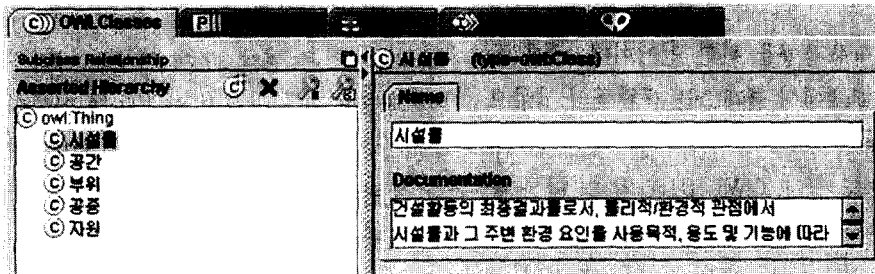 OWLClasses
P
Subclass Relationship
Asserted Hierarchy
owl:Thing
시설물
공간
부위
공종
자원
시설물 (type=owl:Class)
Name
시설물
Documentation
건설활동의 최종결과물로서, 물리적/환경적 관점에서
시설물과 그 주변 환경 요인을 사용목적, 용도 및 기능에 따라